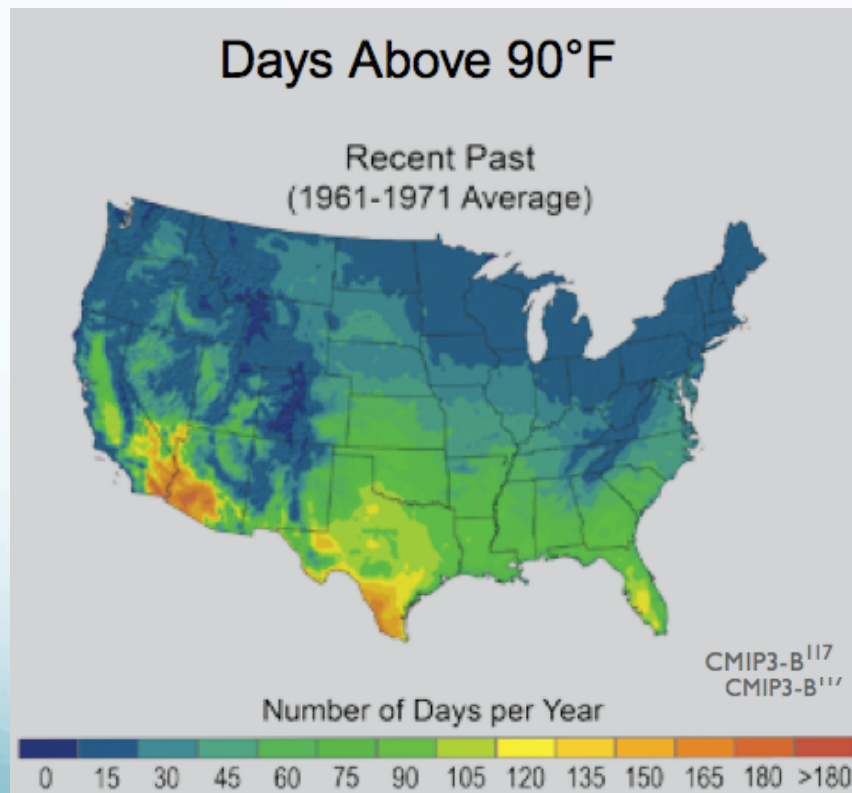 Days Above 90°F
Recent Past
(1961-1971 Average)
CMIP3-B117
CMIP3-B117
Number of Days per Year
0 15 30 45 60 75 90 105 120 135 150 165 180 >180